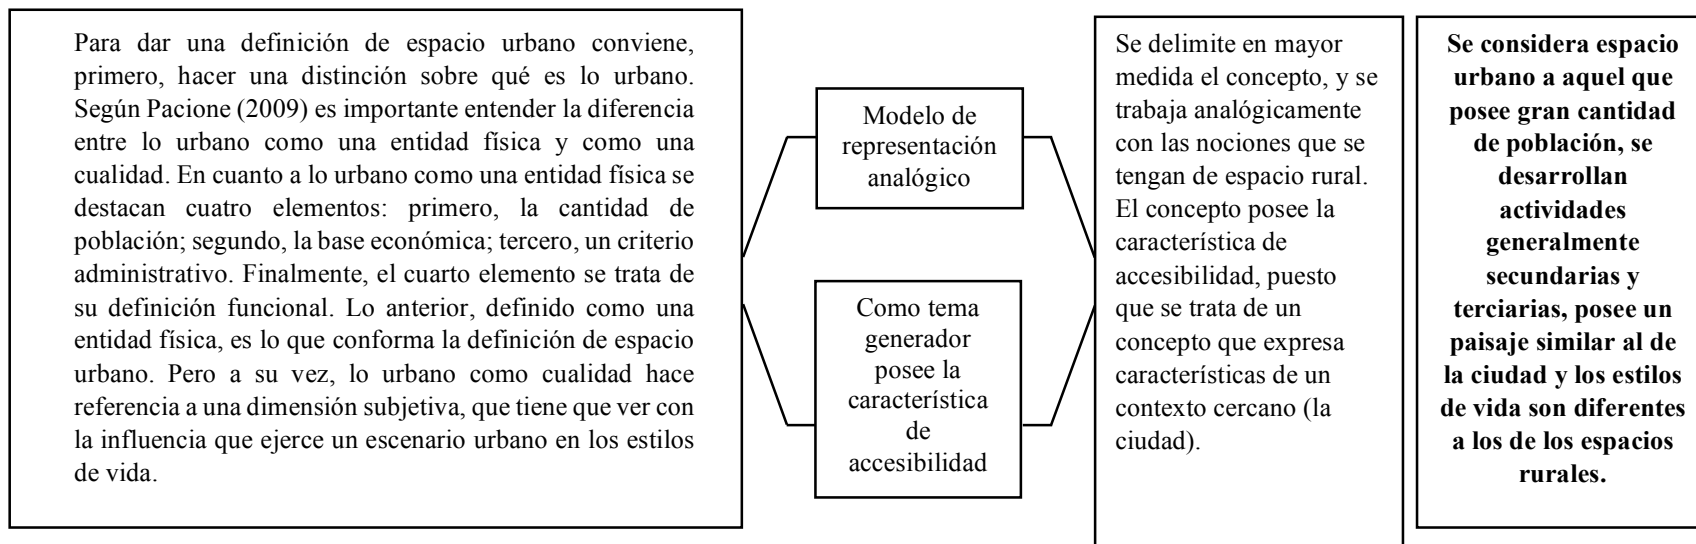 Para dar una definición de espacio urbano conviene,
primero, hacer una distinción sobre qué es lo urbano.
Según Pacione (2009) es importante entender la diferencia
entre lo urbano como una entidad física y como una
cualidad. En cuanto a lo urbano como una entidad física se
destacan cuatro elementos: primero, la cantidad de
población; segundo, la base económica; tercero, un criterio
administrativo. Finalmente, el cuarto elemento se trata de
su definición funcional. Lo anterior, definido como una
entidad física, es lo que conforma la definición de espacio
urbano. Pero a su vez, lo urbano como cualidad hace
referencia a una dimensión subjetiva, que tiene que ver con
la influencia que ejerce un escenario urbano en los estilos
de vida.
Modelo de
representación
analógico
Como tema
generador
posee la
característica
de
accesibilidad
Se delimite en mayor
medida el concepto, y se
trabaja analógicamente
con las nociones que se
tengan de espacio rural.
El concepto posee la
característica de
accesibilidad, puesto
que se trata de un
concepto que expresa
características de un
contexto cercano (la
ciudad).
Se considera espacio
urbano a aquel que
posee gran cantidad
de población, se
desarrollan
actividades
generalmente
secundarias y
terciarias, posee un
paisaje similar al de
la ciudad y los estilos
de vida son diferentes
a los de los espacios
rurales.